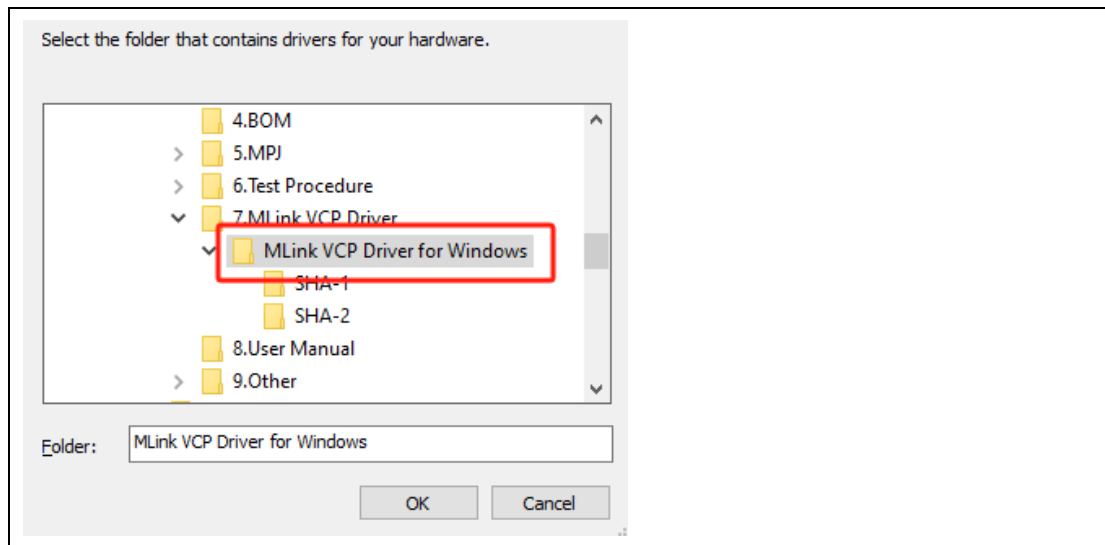 Select the folder that contains drivers for your hardware.
4.BOM
5.MPJ
6.Test Procedure
7.MLink VCP Driver
MLink VCP Driver for Windows
SHA-1
SHA-2
8.User Manual
9.Other
Folder: MLink VCP Driver for Windows
OK Cancel